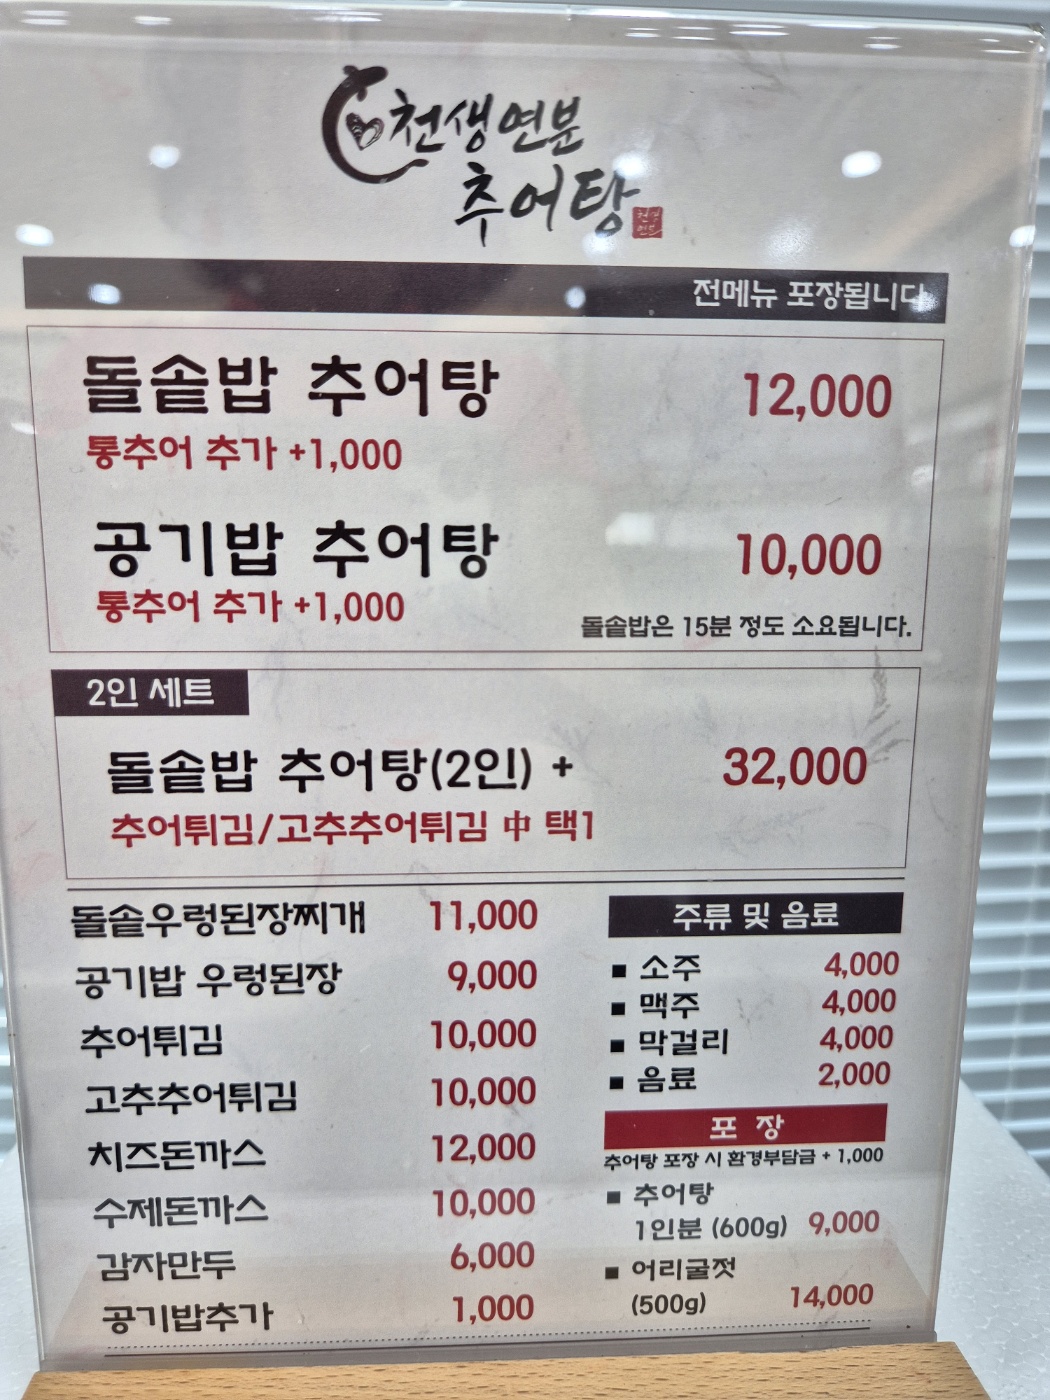 천생연분
추어탕
전메뉴 포장됩니다
돌솥밥 추어탕 12,000
통추어 추가 +1,000
공기밥 추어탕 10,000
통추어 추가 +1,000
돌솥밥은 15분 정도 소요됩니다.
2인 세트
돌솥밥 추어탕(2인) + 32,000
추어튀김/고추추어튀김 中 택1
돌솥우렁된장찌개 11,000
공기밥 우렁된장 9,000
추어튀김 10,000
고추추어튀김 10,000
치즈돈까스 12,000
수제돈까스 10,000
감자만두 6,000
공기밥추가 1,000
주류 및 음료
■ 소주 4,000
■ 맥주 4,000
■ 막걸리 4,000
■ 음료 2,000
포 장
추어탕 포장 시 환경부담금 + 1,000
■ 추어탕
1인분 (600g) 9,000
■ 어리굴젓
(500g) 14,000